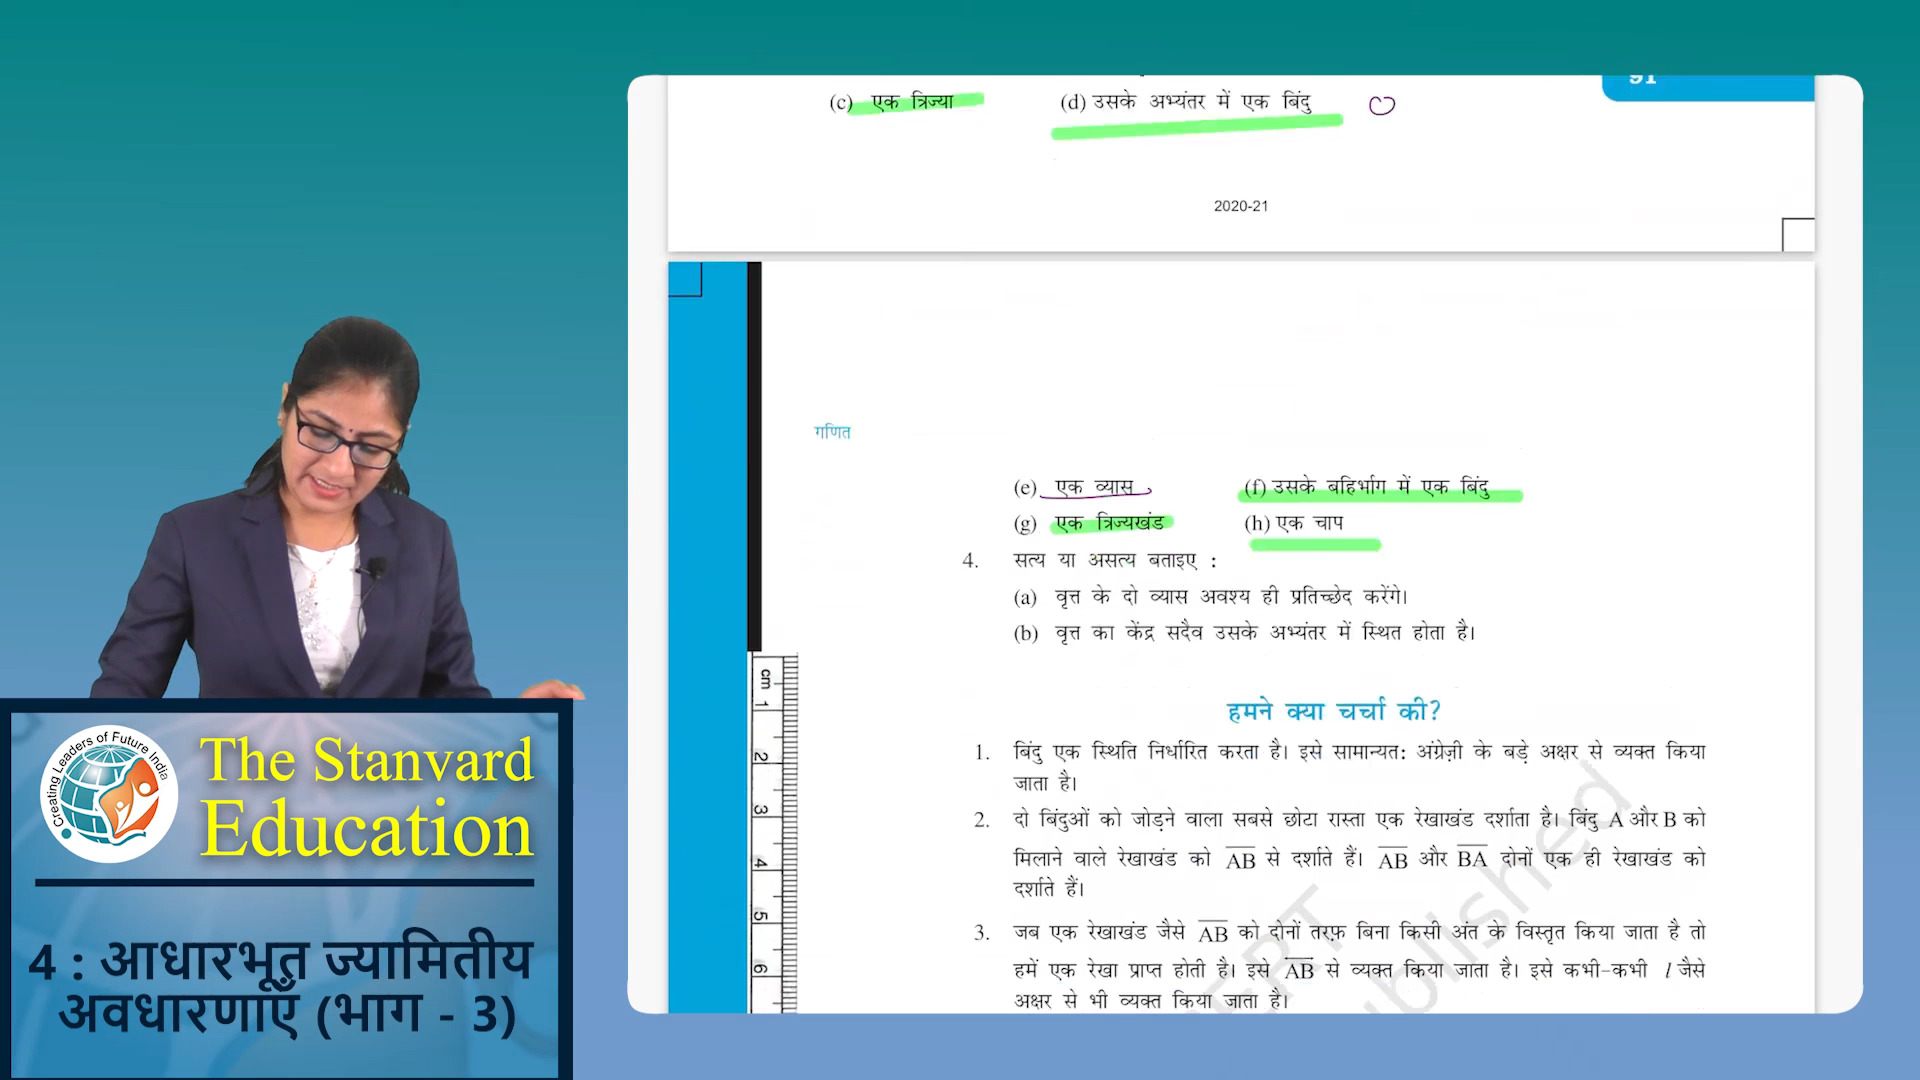 91
(c) एक त्रिज्या (d) उसके अभ्यंतर में एक बिंदु
2020-21
गणित
(e) एक व्यास (f) उसके बहिर्भाग में एक बिंदु
(g) एक त्रिज्यखंड (h) एक चाप
4. सत्य या असत्य बताइए :
(a) वृत्त के दो व्यास अवश्य ही प्रतिच्छेद करेंगे।
(b) वृत्त का केंद्र सदैव उसके अभ्यंतर में स्थित होता है।
हमने क्या चर्चा की?
1. बिंदु एक स्थिति निर्धारित करता है। इसे सामान्यत: अंग्रेज़ी के बड़े अक्षर से व्यक्त किया
जाता है।
2. दो बिंदुओं को जोड़ने वाला सबसे छोटा रास्ता एक रेखाखंड दर्शाता है। बिंदु A और B को
मिलाने वाले रेखाखंड को AB से दर्शाते हैं। AB और BA दोनों एक ही रेखाखंड को
दर्शाते हैं।
3. जब एक रेखाखंड जैसे AB को दोनों तरफ़ बिना किसी अंत के विस्तृत किया जाता है तो
हमें एक रेखा प्राप्त होती है। इसे AB से व्यक्त किया जाता है। इसे कभी-कभी l जैसे
अक्षर से भी व्यक्त किया जाता है।
cm 1 2 3 4 5 6
Creating Leaders of Future India
The Stanvard
Education
4 : आधारभूत ज्यामितीय
अवधारणाएँ (भाग - 3)